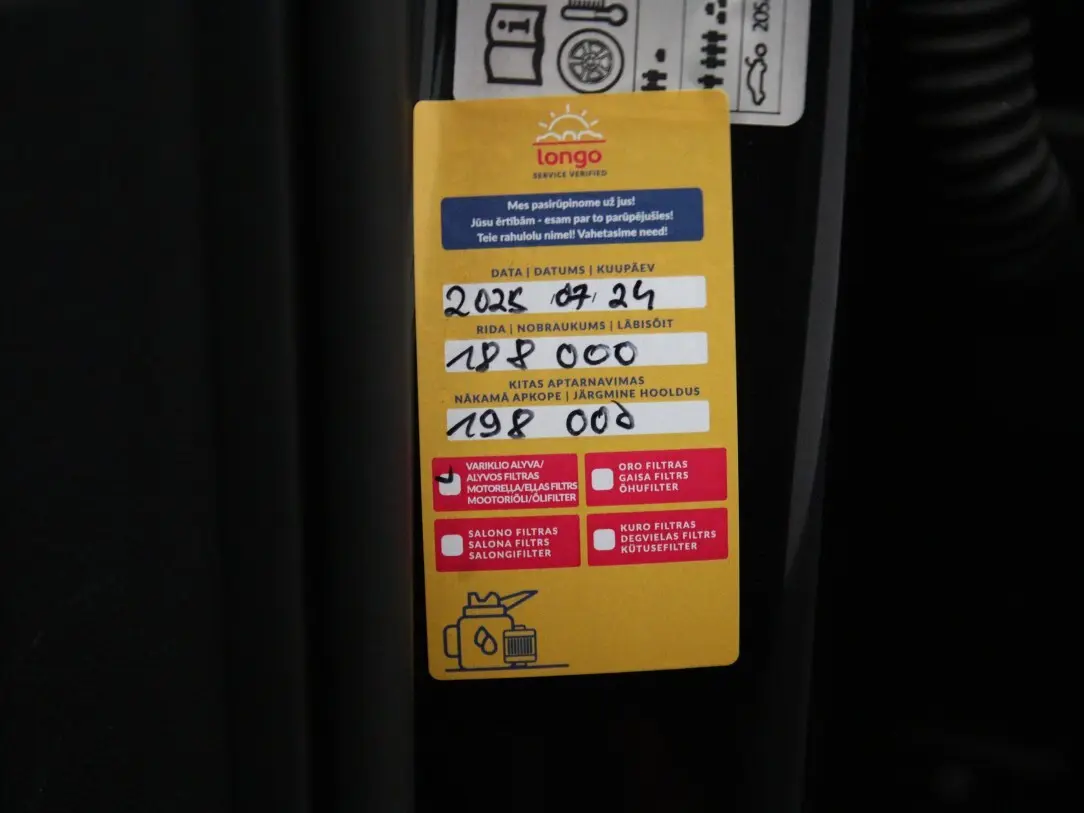 205
longo
SERVICE VERIFIED
Mes pasirūpinome už jus!
Jūsu ērtībām - esam par to parūpējušies!
Teie rahulolu nimel! Vahetasime need!
DATA | DATUMS | KUUPÄEV
2025 /07/ 24
RIDA | NOBRAUKUMS | LÄBISÕIT
188 000
KITAS APTARNAVIMAS
NĀKAMĀ APKOPE | JÄRGMINE HOOLDUS
198 000
VARIKLIO ALYVA/
ALYVOS FILTRAS
MOTOREĻĻA/EĻĻAS FILTRS
MOOTORIÕLI/ÕLIFILTER
ORO FILTRAS
GAISA FILTRS
ÕHUFILTER
SALONO FILTRAS
SALONA FILTRS
SALONGIFILTER
KURO FILTRAS
DEGVIELAS FILTRS
KÜTUSEFILTER